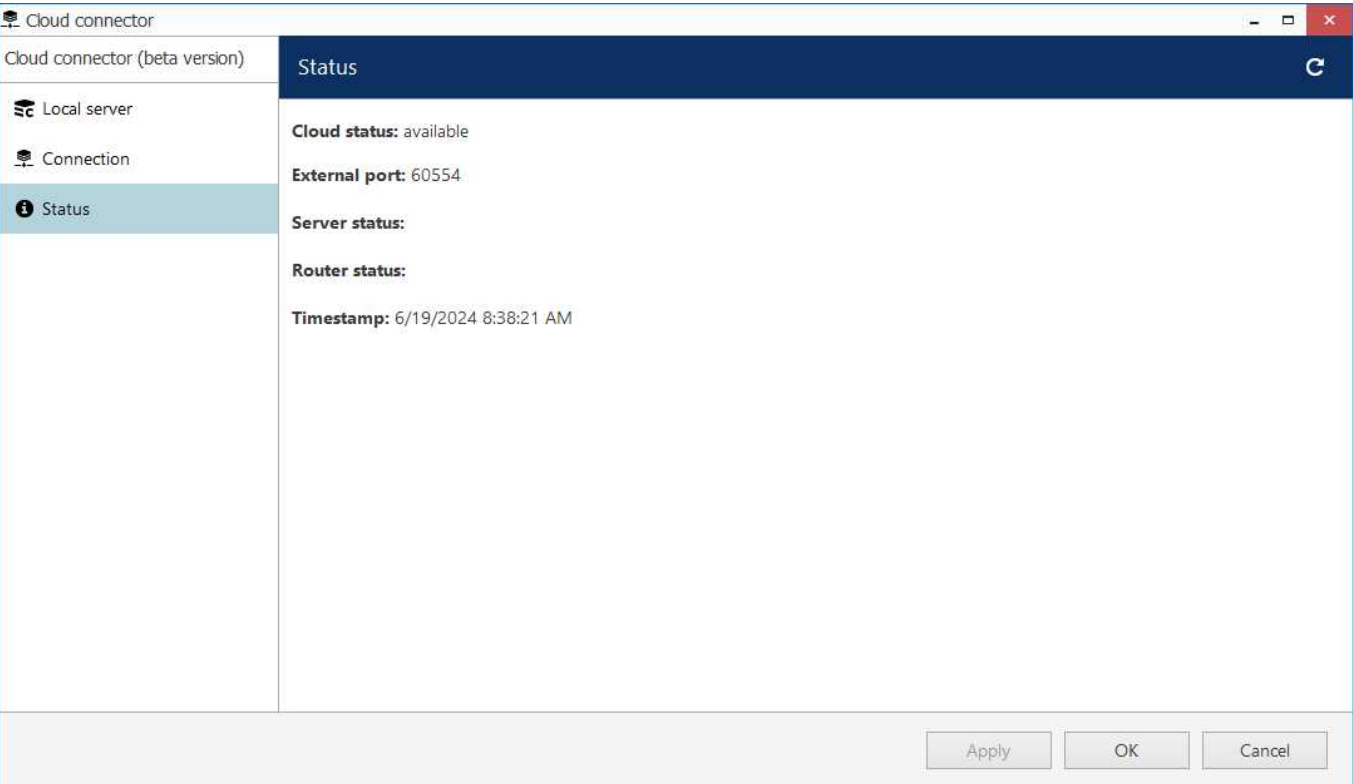 Cloud connector
Cloud connector (beta version)
Local server
Connection
Status
Status
Cloud status: available
External port: 60554
Server status:
Router status:
Timestamp: 6/19/2024 8:38:21 AM
Apply
OK
Cancel